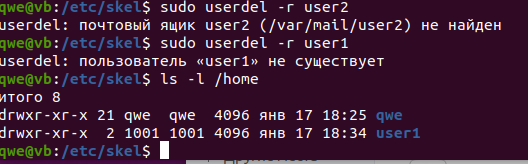 qwe@vb:/etc/skel$ sudo userdel -r user2
userdel: почтовый ящик user2 (/var/mail/user2) не найден
qwe@vb:/etc/skel$ sudo userdel -r user1
userdel: пользователь «user1» не существует
qwe@vb:/etc/skel$ ls -l /home
итого 8
drwxr-xr-x 21 qwe  qwe  4096 янв 17 18:25 qwe
drwxr-xr-x  2 1001 1001 4096 янв 17 18:34 user1
qwe@vb:/etc/skel$